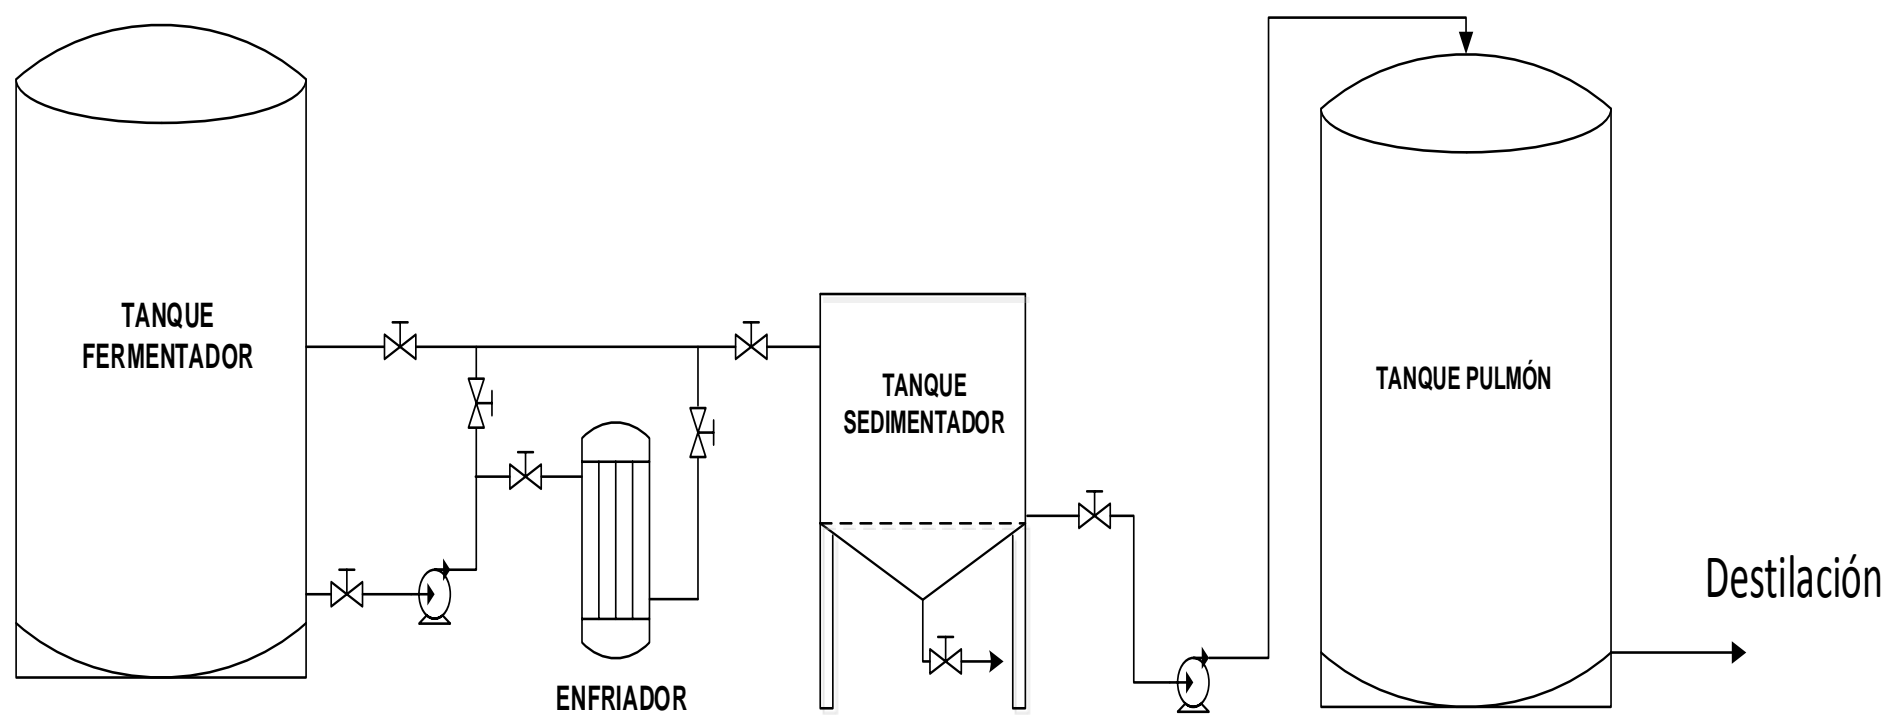 TANQUE
FERMENTADOR
ENFRIADOR
TANQUE
SEDIMENTADOR
TANQUE PULMÓN
Destilación